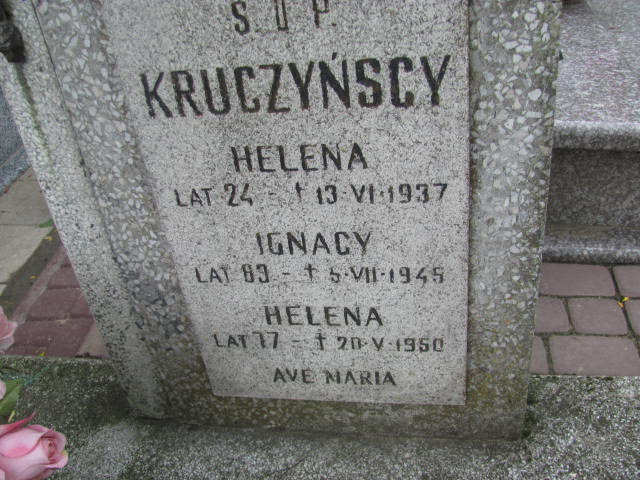 Ś. † P.
KRUCZYŃSCY
HELENA
LAT 24 - † 13·VI·1937
IGNACY
LAT 83 - † 5·VII·1945
HELENA
LAT 77 - † 20·V·1950
AVE MARIA